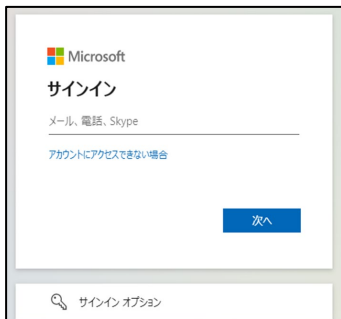 Microsoft
サインイン
メール、電話、Skype
アカウントにアクセスできない場合
次へ
サインイン オプション